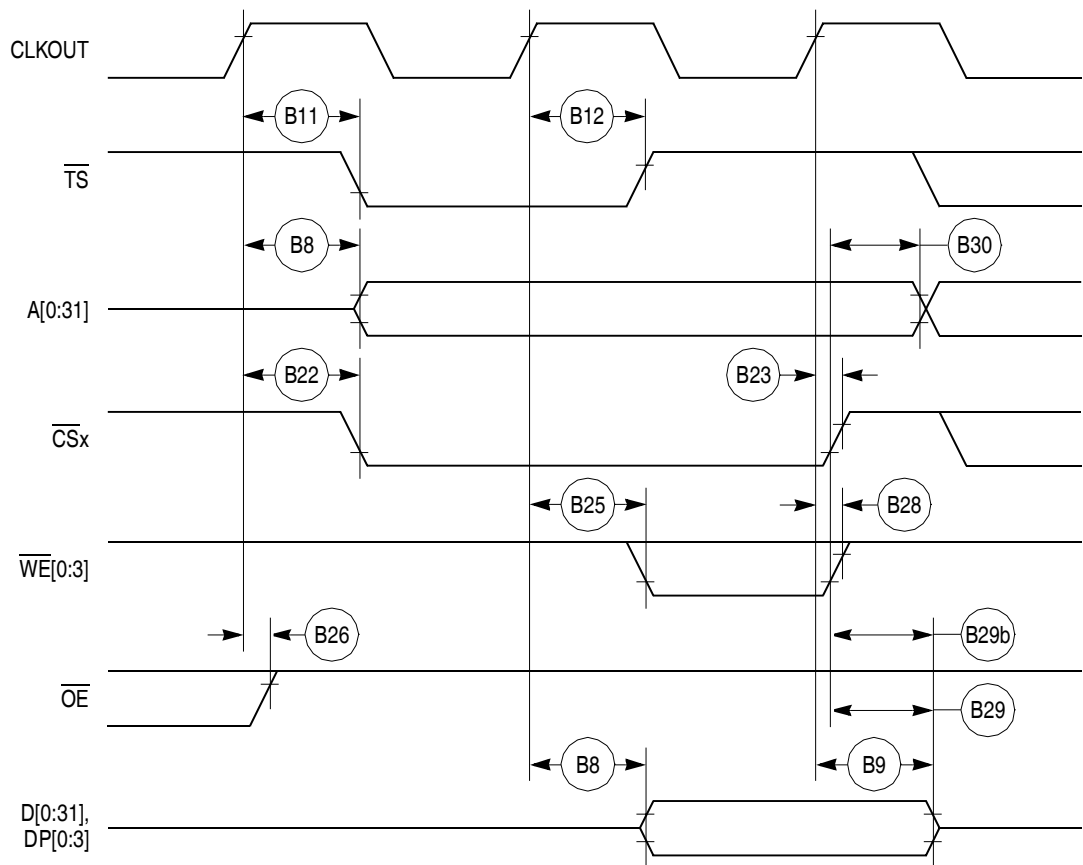 CLKOUT
B11
B12
TS
B8
B30
A[0:31]
B22
B23
CSx
B25
B28
WE[0:3]
B26
B29b
OE
B29
B8
B9
D[0:31],
DP[0:3]